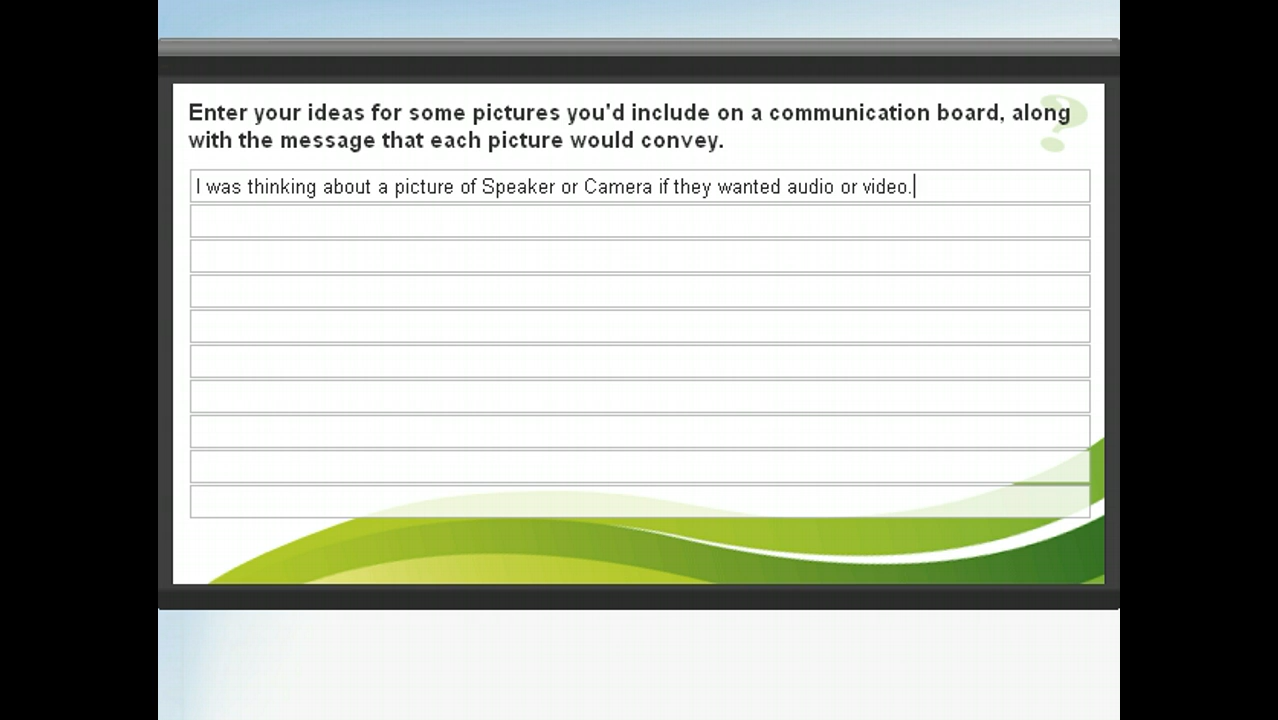 Enter your ideas for some pictures you'd include on a communication board, along
with the message that each picture would convey.
I was thinking about a picture of Speaker or Camera if they wanted audio or video.